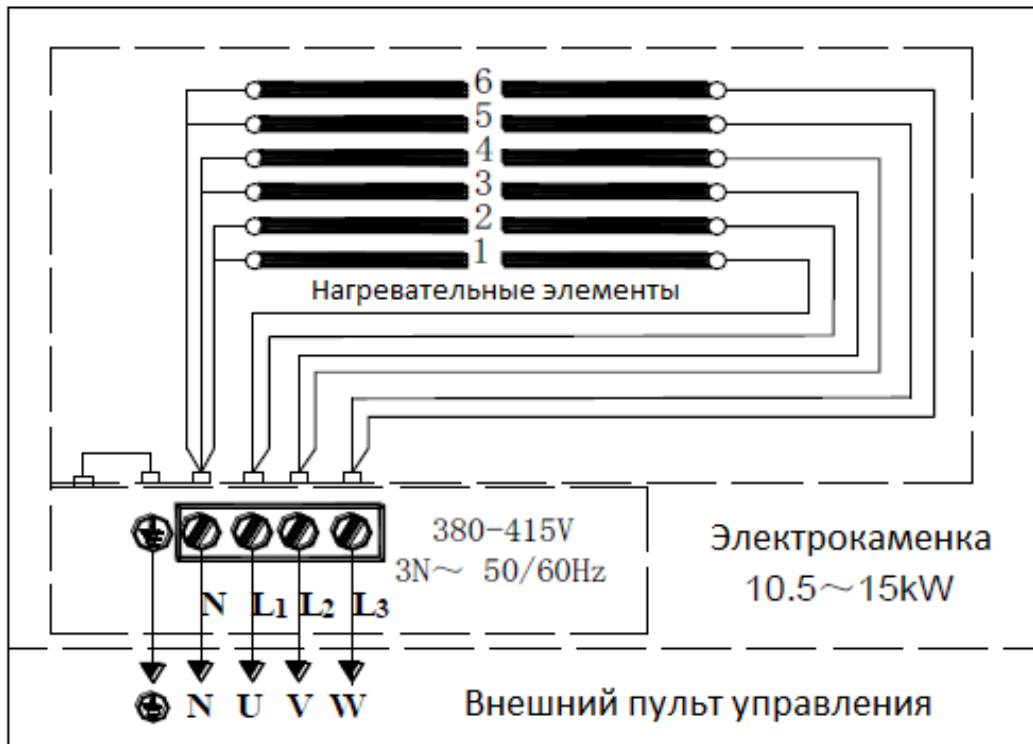 6
5
4
3
2
1
Нагревательные элементы
380-415V
3N~ 50/60Hz
Электрокаменка
10.5~15kW
N L1 L2 L3
N U V W
Внешний пульт управления